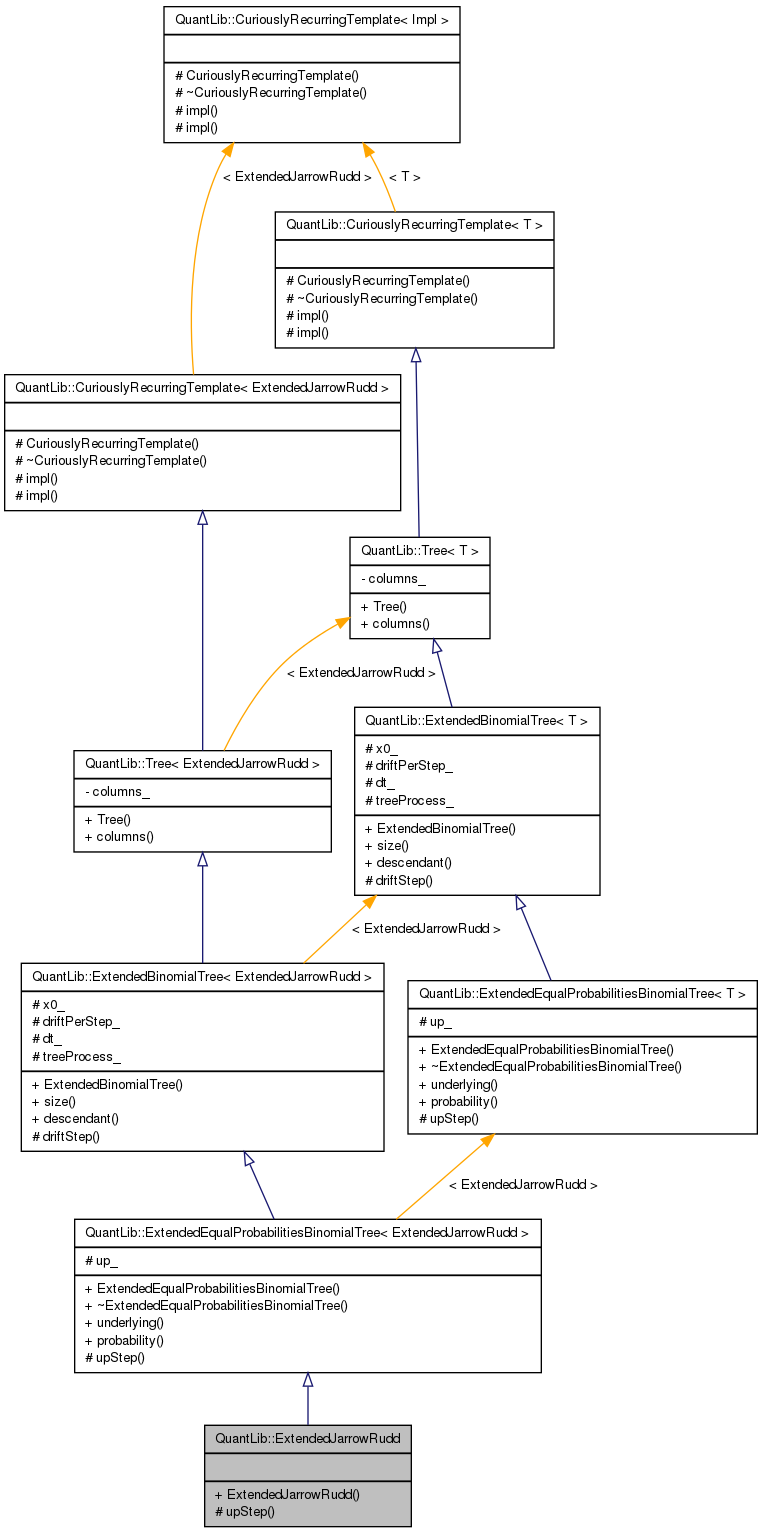 QuantLib::CuriouslyRecurringTemplate< Impl >
# CuriouslyRecurringTemplate()
# ~CuriouslyRecurringTemplate()
# impl()
# impl()
< ExtendedJarrowRudd >
< T >
QuantLib::CuriouslyRecurringTemplate< T >
# CuriouslyRecurringTemplate()
# ~CuriouslyRecurringTemplate()
# impl()
# impl()
QuantLib::CuriouslyRecurringTemplate< ExtendedJarrowRudd >
# CuriouslyRecurringTemplate()
# ~CuriouslyRecurringTemplate()
# impl()
# impl()
QuantLib::Tree< T >
- columns_
+ Tree()
+ columns()
< ExtendedJarrowRudd >
QuantLib::ExtendedBinomialTree< T >
# x0_
# driftPerStep_
# dt_
# treeProcess_
+ ExtendedBinomialTree()
+ size()
+ descendant()
# driftStep()
QuantLib::Tree< ExtendedJarrowRudd >
- columns_
+ Tree()
+ columns()
< ExtendedJarrowRudd >
QuantLib::ExtendedBinomialTree< ExtendedJarrowRudd >
# x0_
# driftPerStep_
# dt_
# treeProcess_
+ ExtendedBinomialTree()
+ size()
+ descendant()
# driftStep()
QuantLib::ExtendedEqualProbabilitiesBinomialTree< T >
# up_
+ ExtendedEqualProbabilitiesBinomialTree()
+ ~ExtendedEqualProbabilitiesBinomialTree()
+ underlying()
+ probability()
# upStep()
< ExtendedJarrowRudd >
QuantLib::ExtendedEqualProbabilitiesBinomialTree< ExtendedJarrowRudd >
# up_
+ ExtendedEqualProbabilitiesBinomialTree()
+ ~ExtendedEqualProbabilitiesBinomialTree()
+ underlying()
+ probability()
# upStep()
QuantLib::ExtendedJarrowRudd
+ ExtendedJarrowRudd()
# upStep()